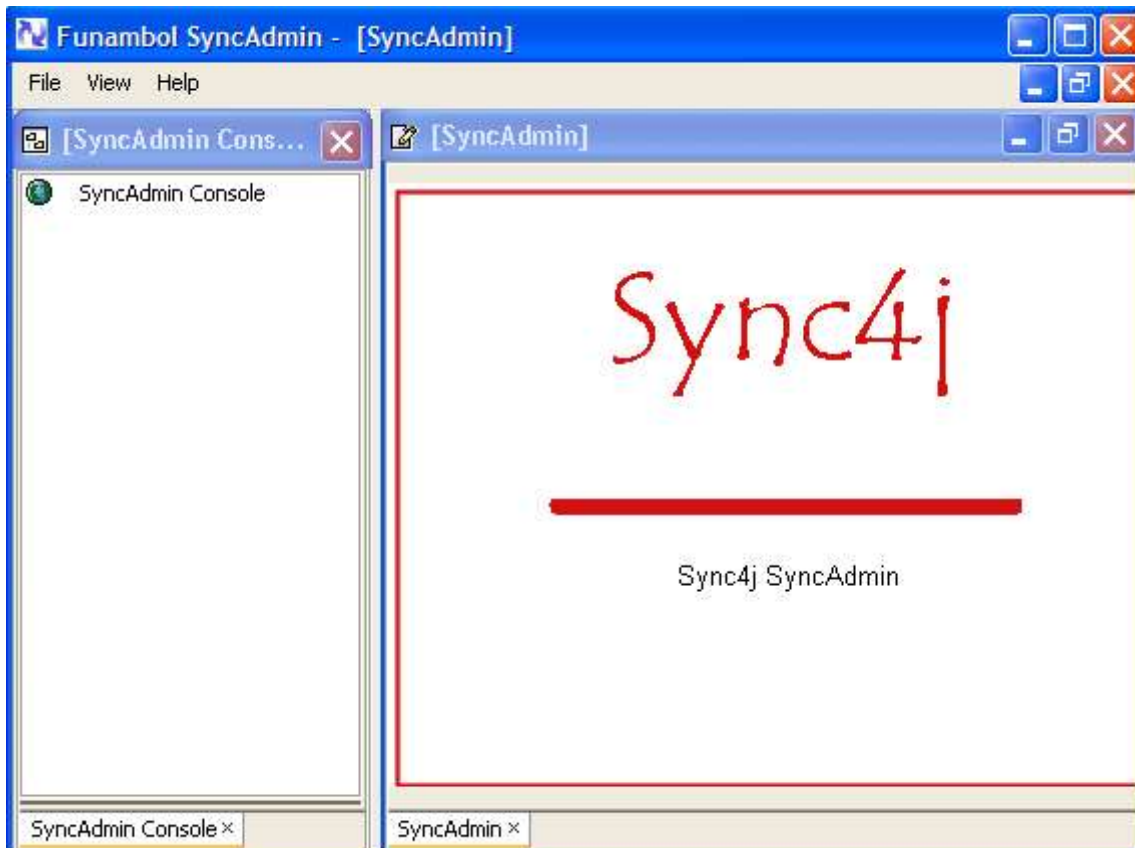 Funambol SyncAdmin - [SyncAdmin]
File View Help
[SyncAdmin Cons...
[SyncAdmin]
SyncAdmin Console
Sync4j
Sync4j SyncAdmin
SyncAdmin Console ×
SyncAdmin ×